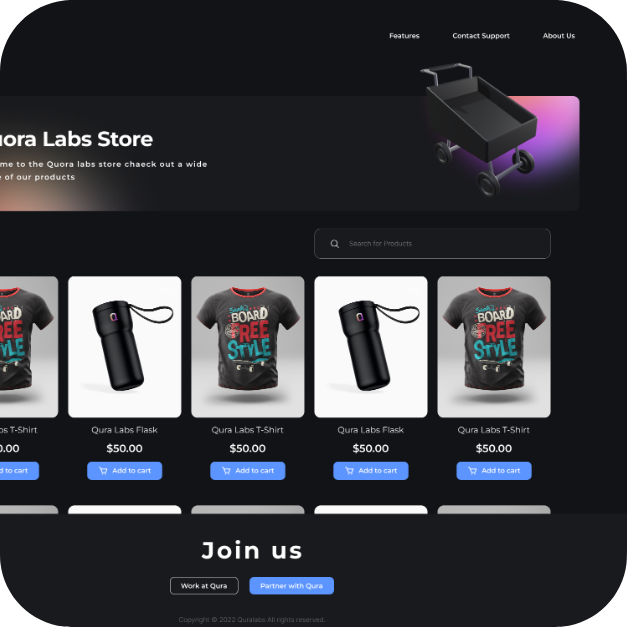 Features Contact Support About Us
uora Labs Store
me to the Quora labs store chaeck out a wide
e of our products
Search for Products
BOARD
FREE
STYLE
BOARD
FREE
STYLE
BOARD
FREE
STYLE
bs T-Shirt Qura Labs Flask Qura Labs T-Shirt Qura Labs Flask Qura Labs T-Shirt
0.00 $50.00 $50.00 $50.00 $50.00
d to cart Add to cart Add to cart Add to cart Add to cart
Join us
Work at Qura Partner with Qura
Copyright © 2022 Quralabs All rights reserved.